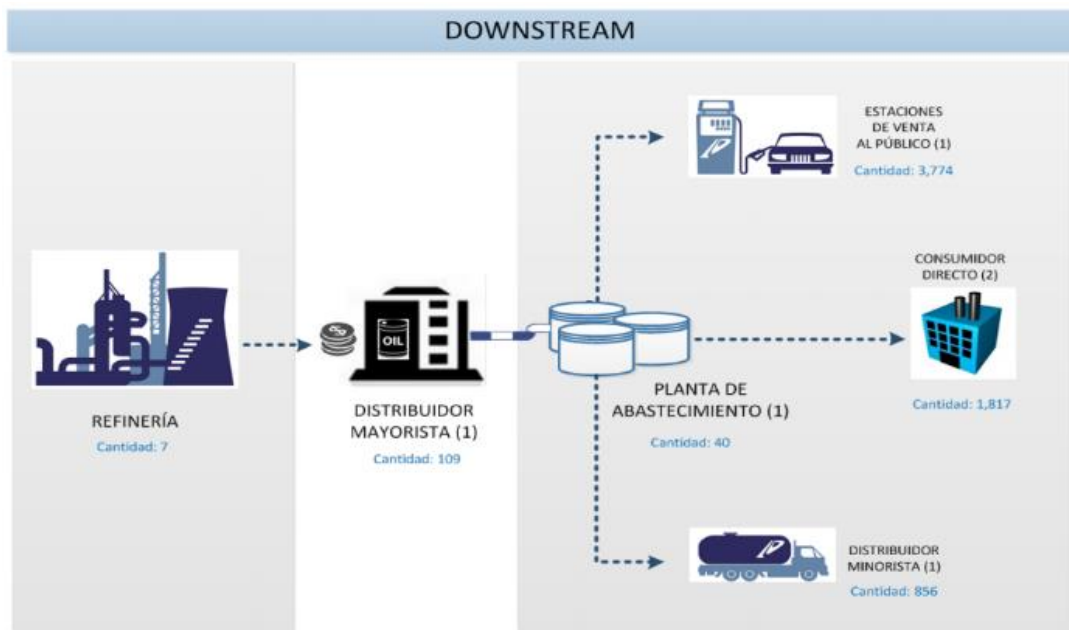 DOWNSTREAM
REFINERÍA
Cantidad: 7
OIL
DISTRIBUIDOR
MAYORISTA (1)
Cantidad: 109
PLANTA DE
ABASTECIMIENTO (1)
Cantidad: 40
ESTACIONES
DE VENTA
AL PÚBLICO (1)
Cantidad: 3,774
CONSUMIDOR
DIRECTO (2)
Cantidad: 1,817
DISTRIBUIDOR
MINORISTA (1)
Cantidad: 856